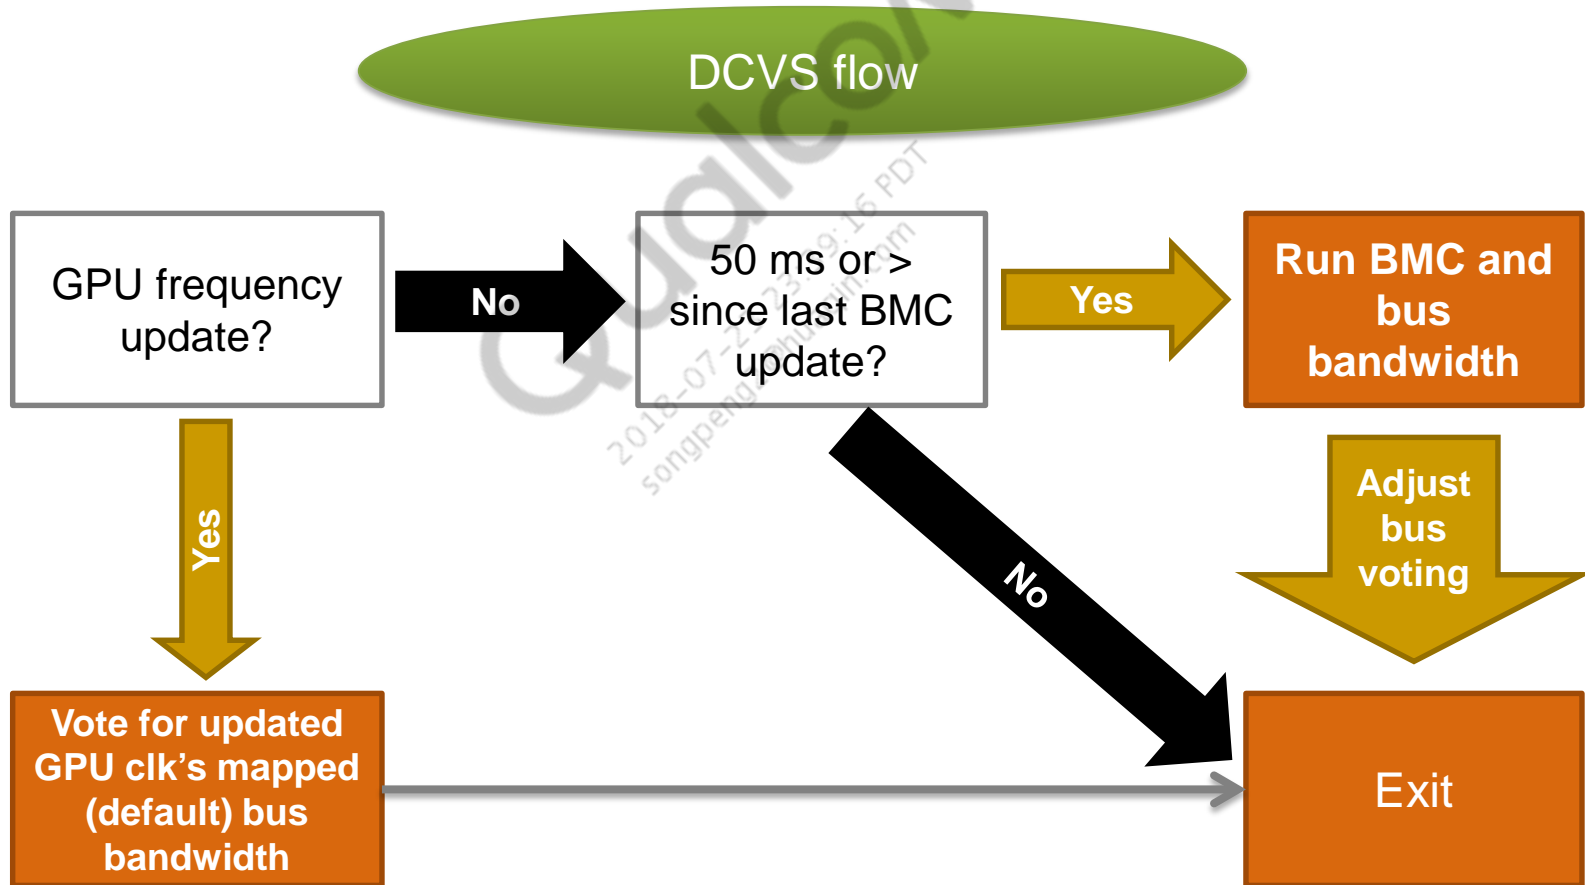 DCVS flow
GPU frequency
update?
No
50 ms or >
since last BMC
update?
Yes
Run BMC and
bus
bandwidth
Yes
No
Adjust
bus
voting
Vote for updated
GPU clk's mapped
(default) bus
bandwidth
Exit